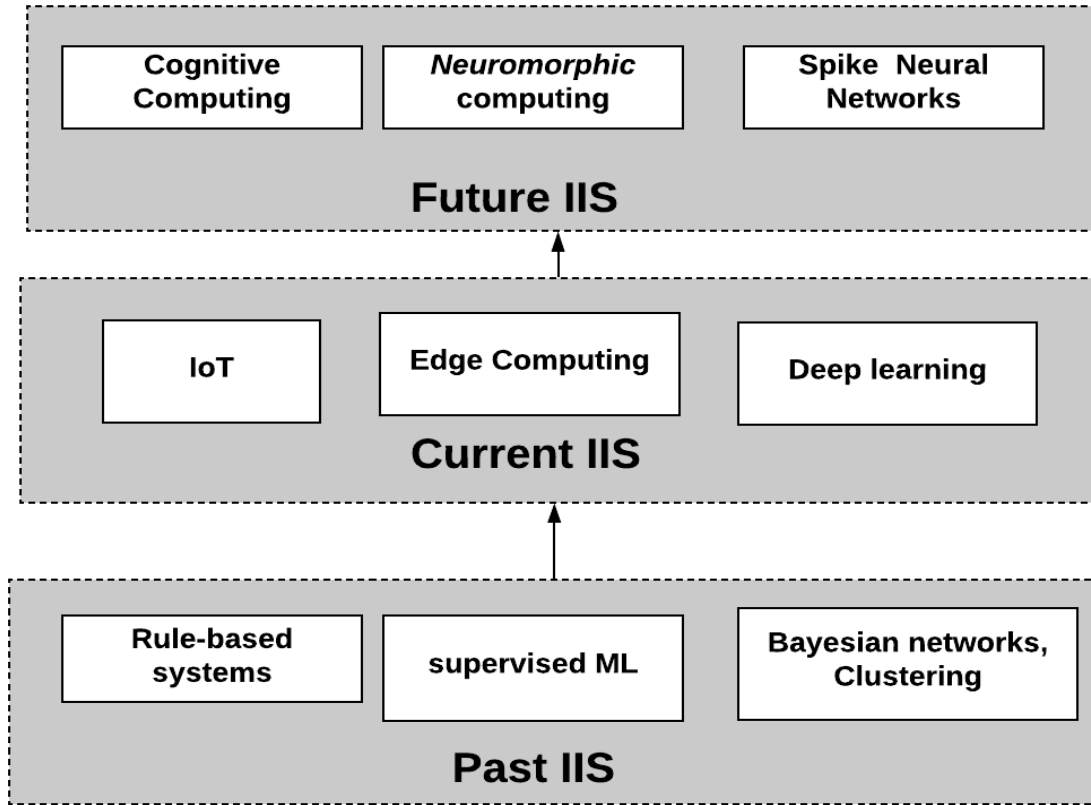 Cognitive
Computing
Neuromorphic
computing
Spike Neural
Networks
Future IIS
IoT
Edge Computing
Deep learning
Current IIS
Rule-based
systems
supervised ML
Bayesian networks,
Clustering
Past IIS